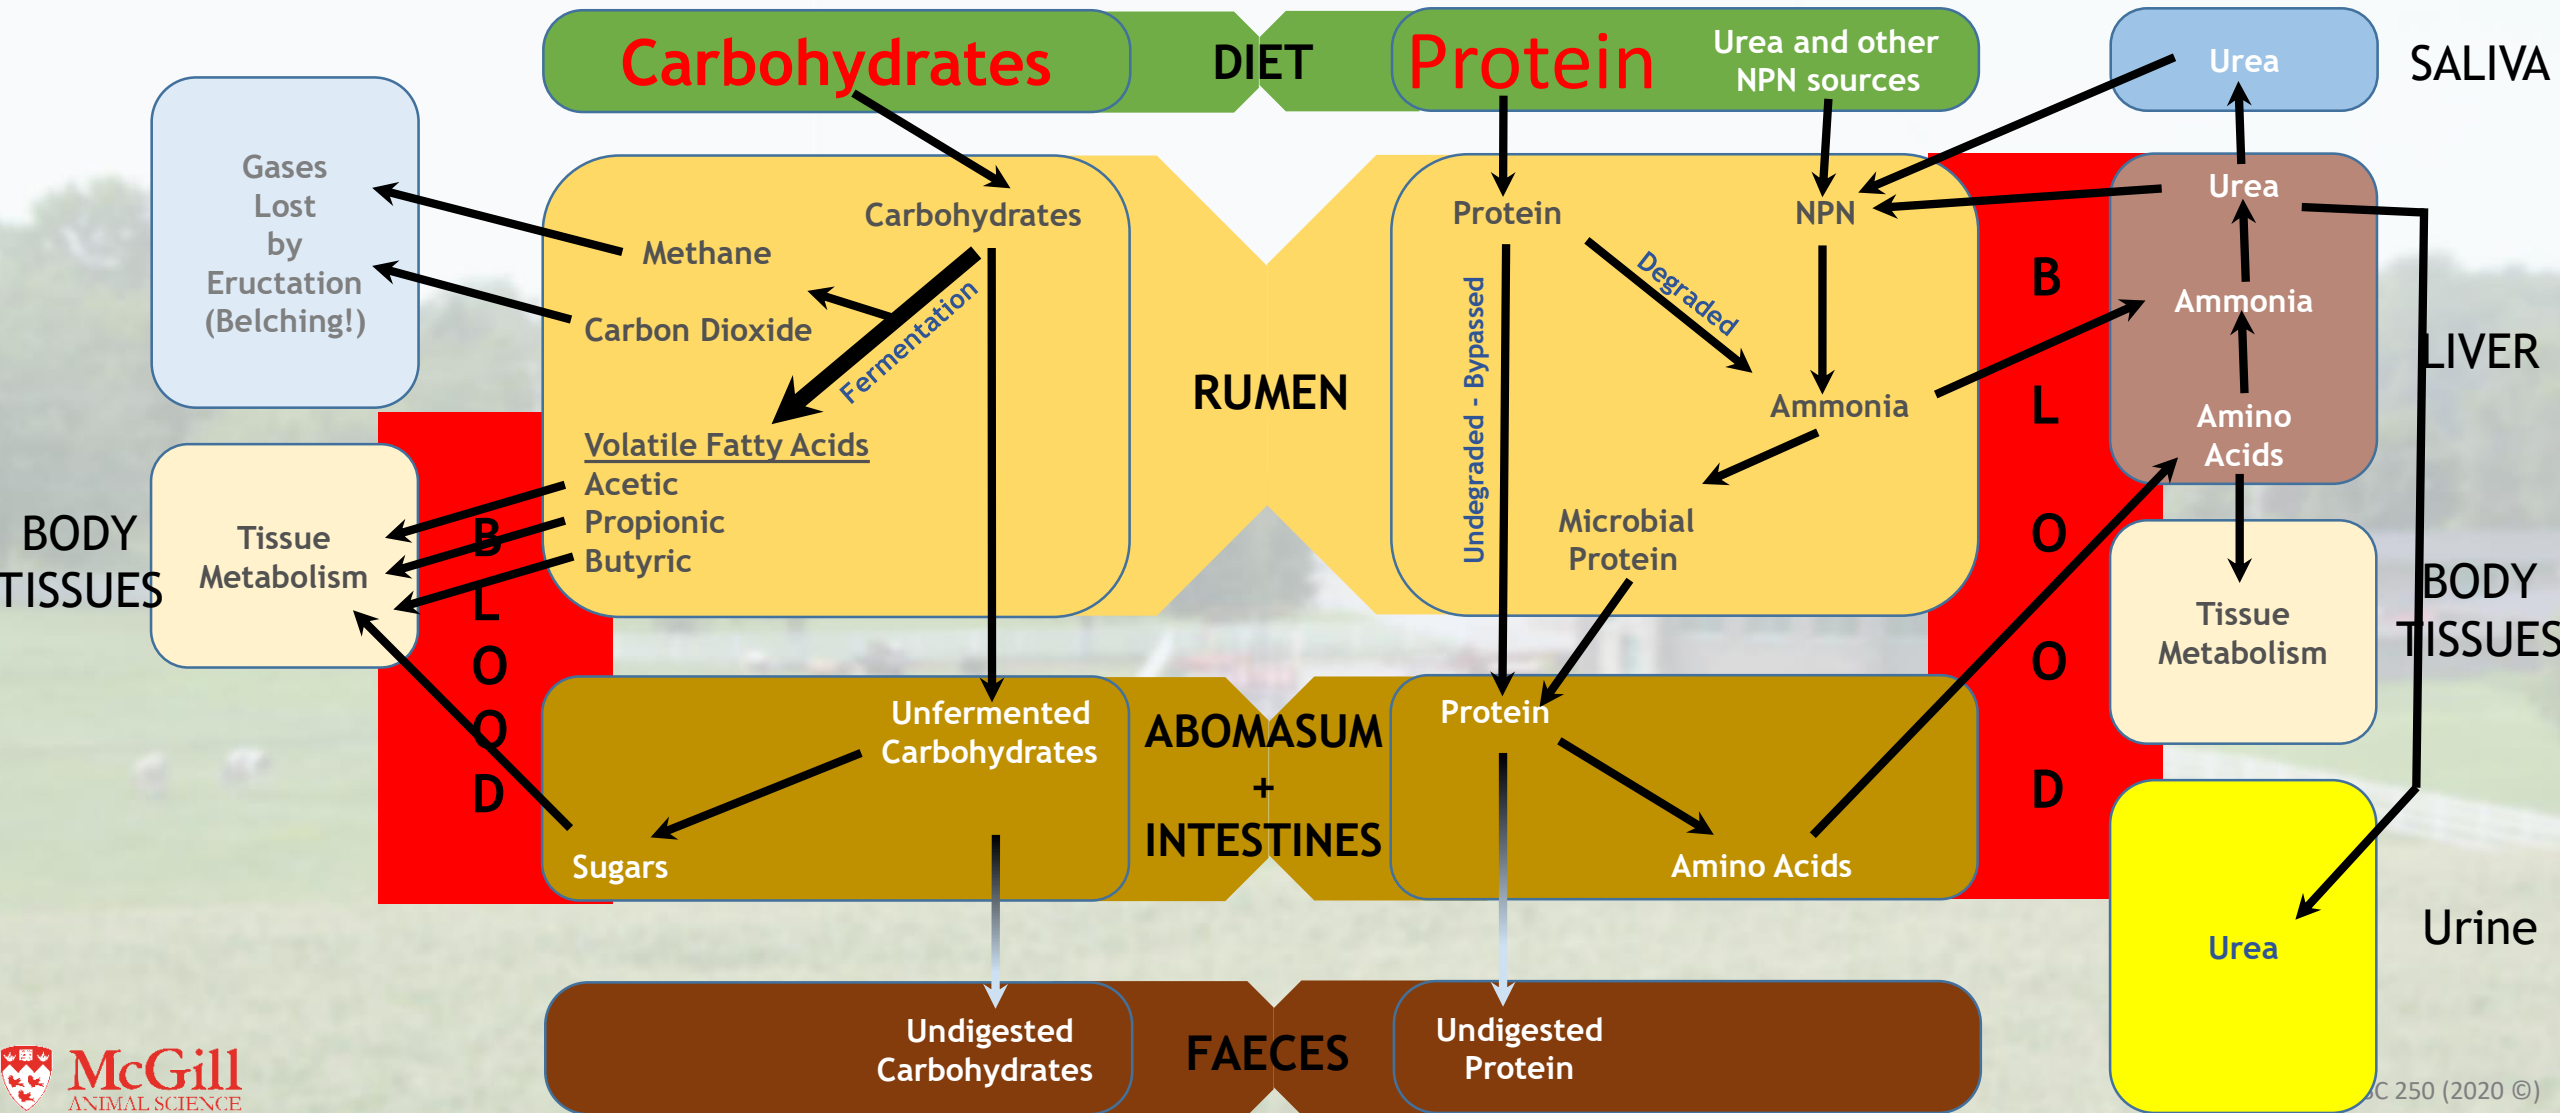 Carbohydrates
DIET
Protein
Urea and other
NPN sources
Urea
SALIVA
Gases
Lost
by
Eructation
(Belching!)
Methane
Carbon Dioxide
Carbohydrates
Fermentation
Volatile Fatty Acids
Acetic
Propionic
Butyric
RUMEN
Protein
NPN
Undegraded - Bypassed
Degraded
Ammonia
Microbial
Protein
B
L
O
O
D
Urea
Ammonia
Amino
Acids
LIVER
BODY
TISSUES
Tissue
Metabolism
B
L
O
O
D
Tissue
Metabolism
BODY
TISSUES
Unfermented
Carbohydrates
Sugars
ABOMASUM
+
INTESTINES
Protein
Amino Acids
Urea
Urine
Undigested
Carbohydrates
FAECES
Undigested
Protein
McGill
ANIMAL SCIENCE
SC 250 (2020 ©)